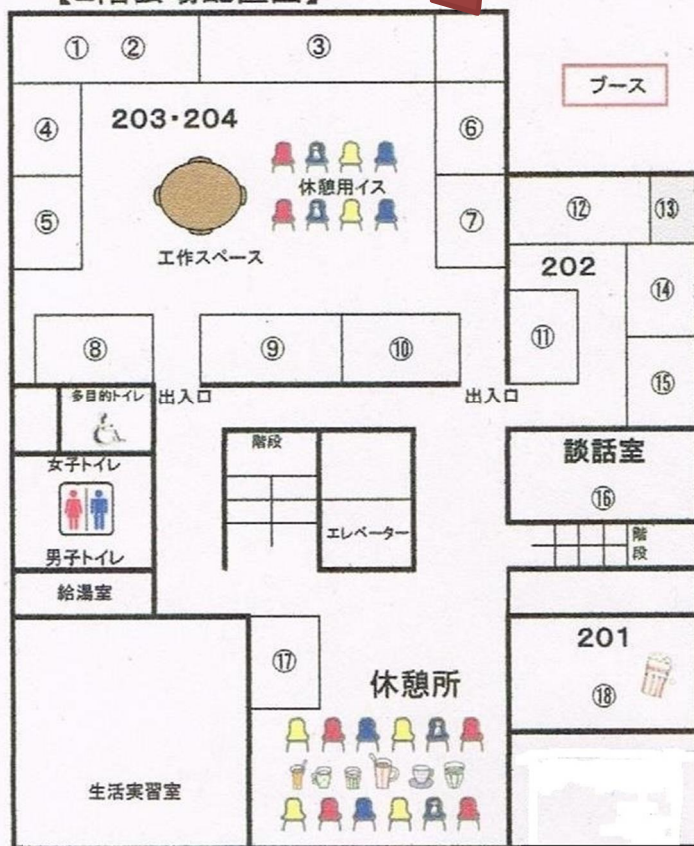 ① ② ③
ブース
④ 203・204 ⑥
休憩用イス
⑤ ⑦ ⑫ ⑬
工作スペース
202 ⑭
⑧ ⑨ ⑩ ⑪
⑮
多目的トイレ 出入口 出入口
階段
談話室
女子トイレ
⑯
エレベーター 階段
男子トイレ
給湯室
201
⑰
休憩所 ⑱
生活実習室